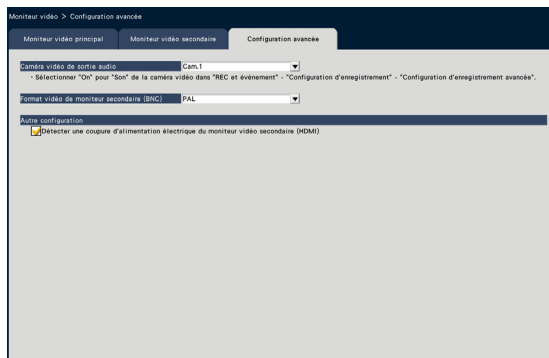 Moniteur vidéo > Configuration avancée
Moniteur vidéo principal
Moniteur vidéo secondaire
Configuration avancée
Caméra vidéo de sortie audio
Cam.1
· Sélectionner "On" pour "Son" de la caméra vidéo dans "REC et évènement" - "Configuration d'enregistrement" - "Configuration d'enregistrement avancée".
Format vidéo de moniteur secondaire (BNC)
PAL
Autre configuration
Détecter une coupure d'alimentation électrique du moniteur vidéo secondaire (HDMI)